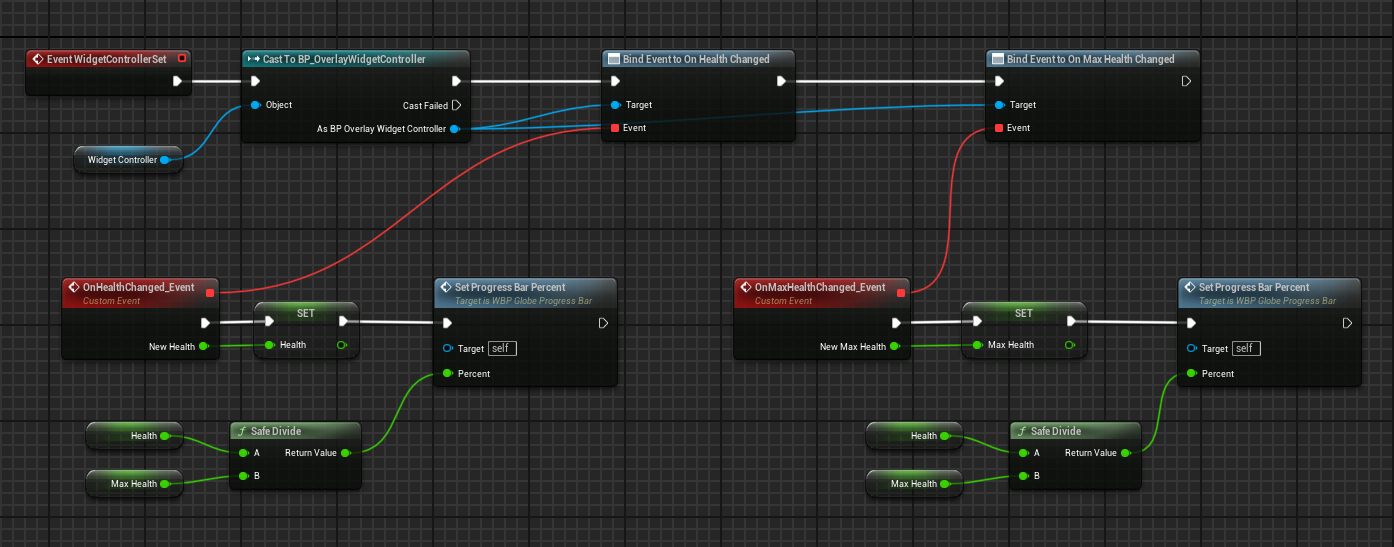 Event WidgetControllerSet
Cast To BP_OverlayWidgetController
Bind Event to On Health Changed
Bind Event to On Max Health Changed
Object
Cast Failed
As BP Overlay Widget Controller
Target
Event
Target
Event
Widget Controller
OnHealthChanged_Event
Custom Event
New Health
SET
Health
Set Progress Bar Percent
Target is WBP Globe Progress Bar
Target self
Percent
Health
Max Health
f Safe Divide
A Return Value
B
OnMaxHealthChanged_Event
Custom Event
New Max Health
SET
Max Health
Set Progress Bar Percent
Target is WBP Globe Progress Bar
Target self
Percent
Health
Max Health
f Safe Divide
A Return Value
B